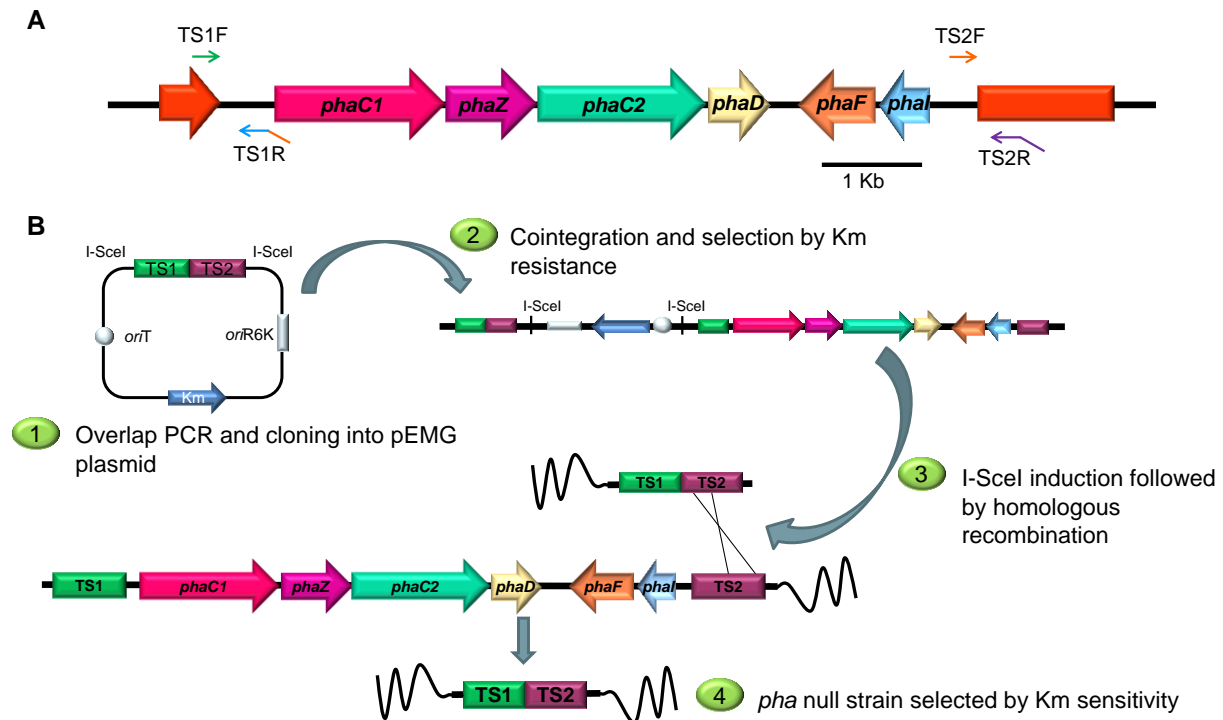 A
TS1F
TS2F
phaC1
phaZ
phaC2
phaD
phaF
phaI
TS1R
TS2R
1 Kb
B
I-SceI
I-SceI
TS1
TS2
oriT
oriR6K
Km
1
Overlap PCR and cloning into pEMG
plasmid
2
Cointegration and selection by Km
resistance
I-SceI
I-SceI
3
I-SceI induction followed
by homologous
recombination
TS1
TS2
TS1
phaC1
phaZ
phaC2
phaD
phaF
phaI
TS2
TS1
TS2
4
pha null strain selected by Km sensitivity